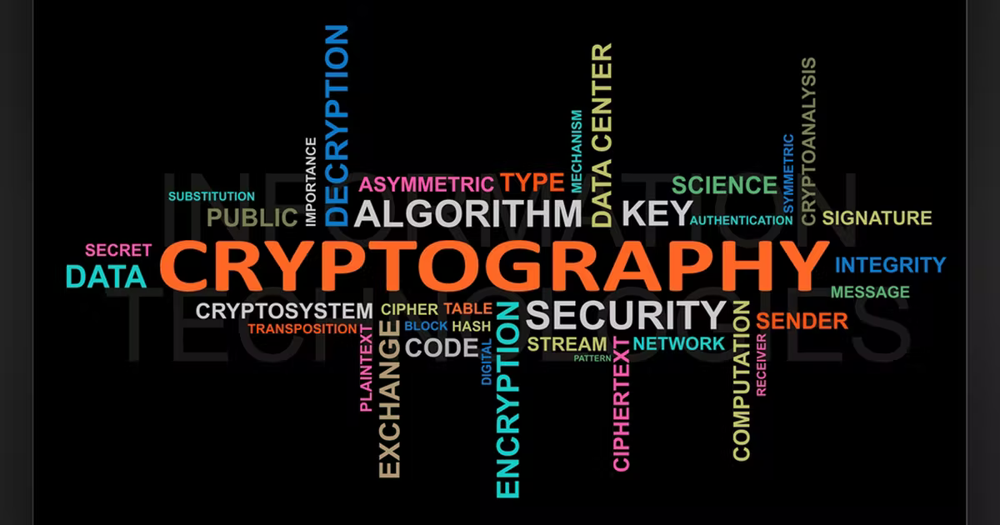 DECRYPTION
IMPORTANCE
DATA CENTER
MECHANISM
CRYPTOANALYSIS
SYMMETRIC
ASYMMETRIC TYPE
SCIENCE
SUBSTITUTION
PUBLIC
ALGORITHM
KEY
AUTHENTICATION
SIGNATURE
INFORMATION
SECRET
DATA
CRYPTOGRAPHY
INTEGRITY
MESSAGE
TECHNOLOGIES
CRYPTOSYSTEM
CIPHER TABLE
SECURITY
TRANSPOSITION
BLOCK HASH
SENDER
CODE
STREAM
NETWORK
PATTERN
PLAINTEXT
EXCHANGE
DIGITAL
ENCRYPTION
CIPHERTEXT
COMPUTATION
RECEIVER